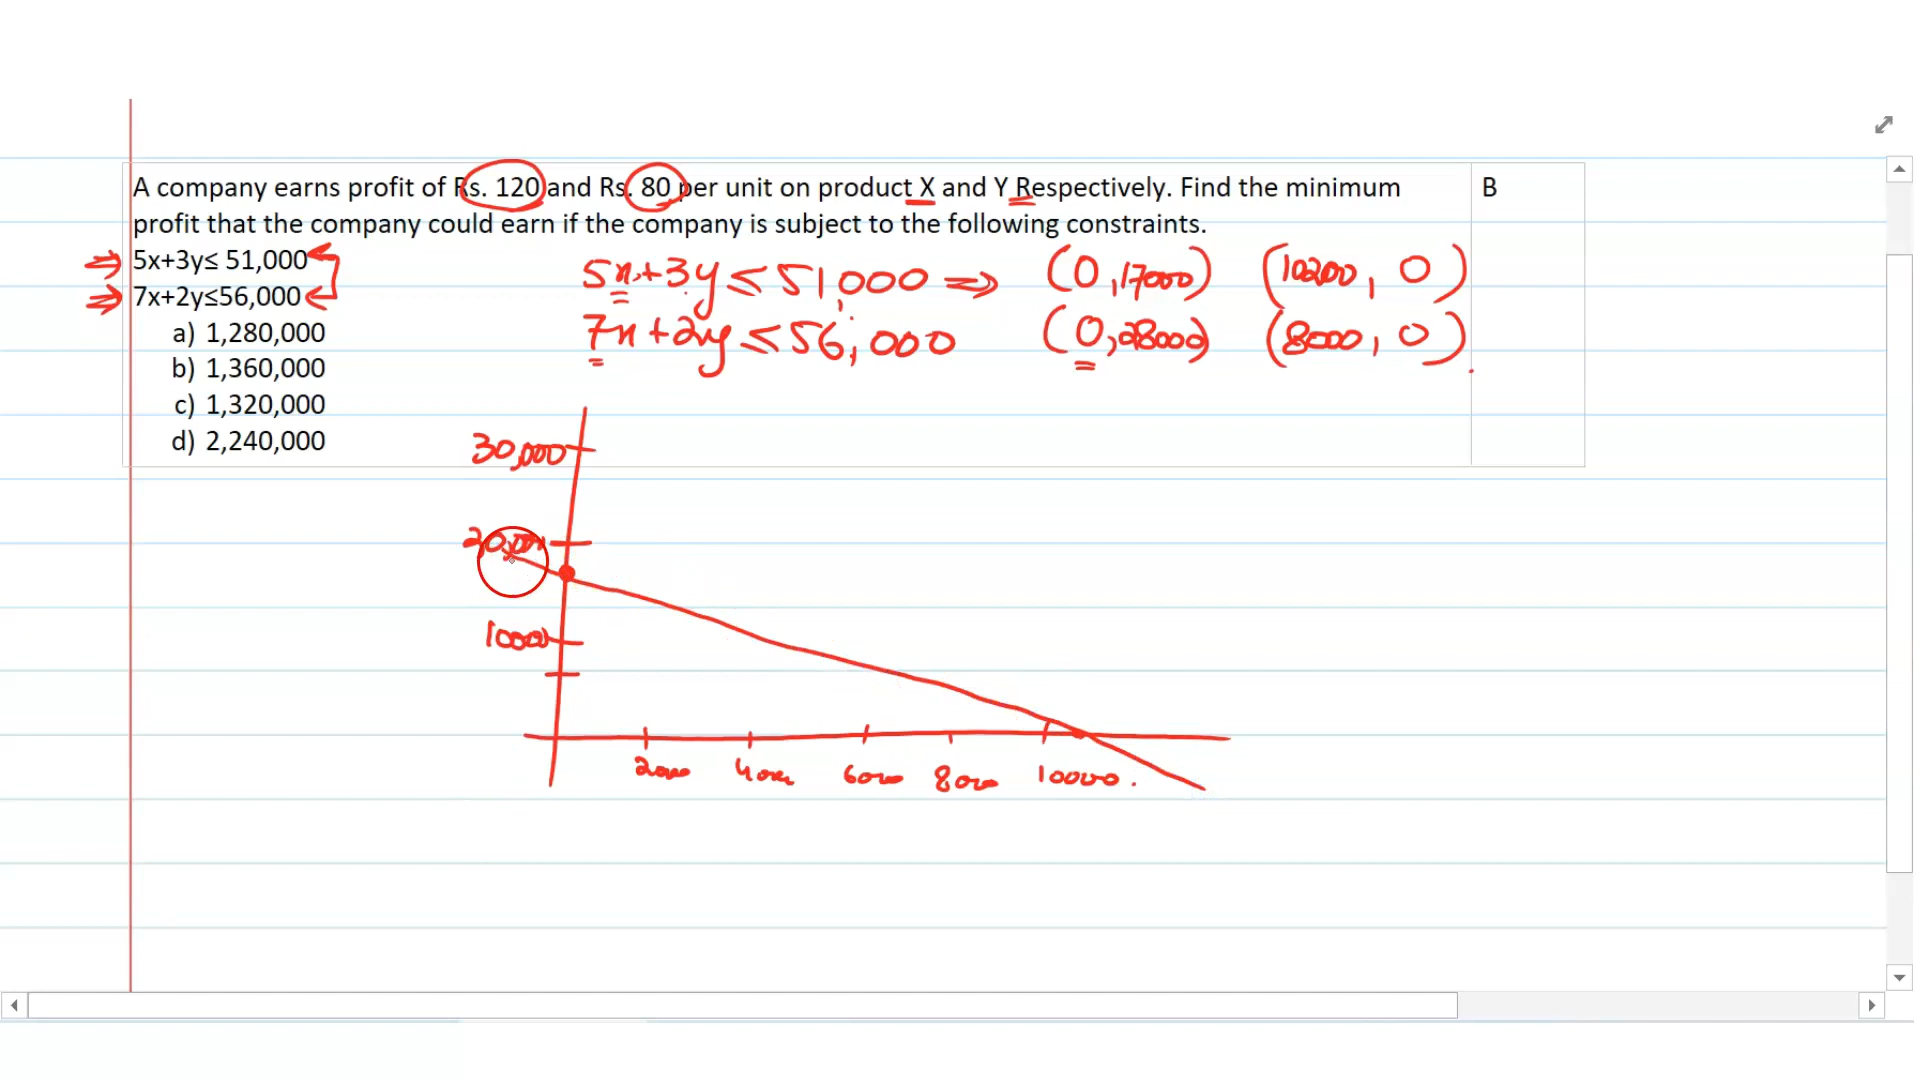 A company earns profit of Rs. 120 and Rs. 80 per unit on product X and Y Respectively. Find the minimum
profit that the company could earn if the company is subject to the following constraints.
B
5x+3y≤ 51,000
7x+2y≤56,000
a) 1,280,000
b) 1,360,000
c) 1,320,000
d) 2,240,000
5x+3y≤51,000 ⇒ (0,17000) (10200, 0)
7x+2y≤56,000 (0,28000) (8000, 0)
30,000
20,000
10000
2000 4000 6000 8000 10000